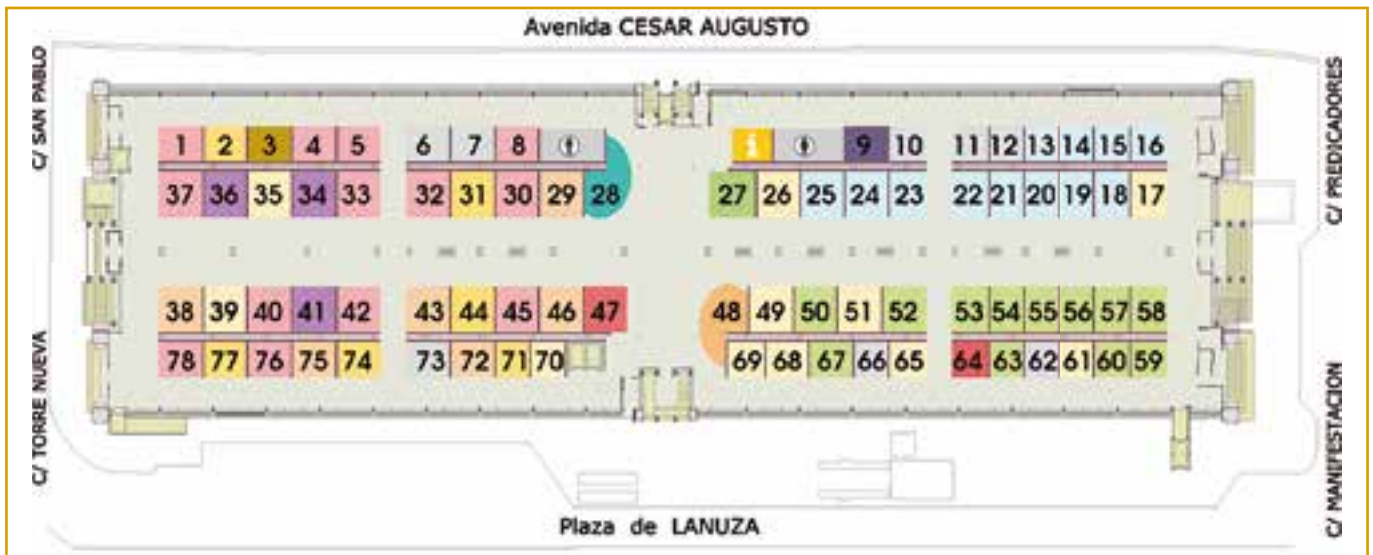 Avenida CESAR AUGUSTO
C/ SAN PABLO
C/ PREDICADORES
1 2 3 4 5 6 7 8 i 9 10 11 12 13 14 15 16
37 36 35 34 33 32 31 30 29 28 27 26 25 24 23 22 21 20 19 18 17
38 39 40 41 42 43 44 45 46 47 48 49 50 51 52 53 54 55 56 57 58
78 77 76 75 74 73 72 71 70 69 68 67 66 65 64 63 62 61 60 59
C/ TORRE NUEVA
C/ MANIFESTACION
Plaza de LANUZA